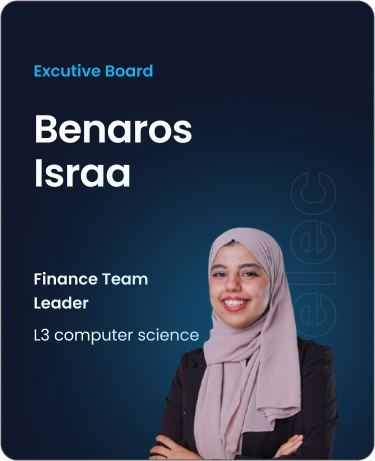 Excutive Board
Benaros
Israa
Finance Team
Leader
L3 computer science
elec